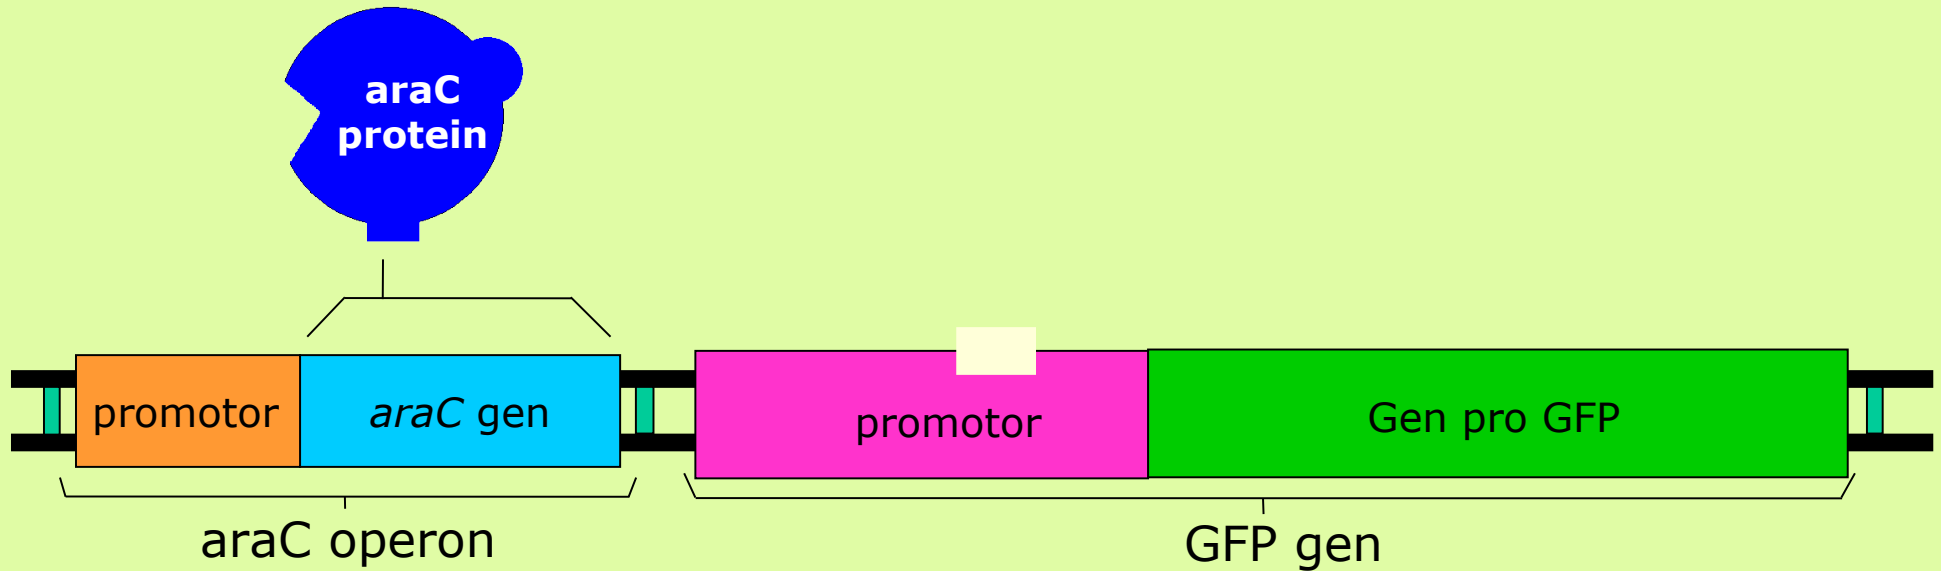 araC
protein
promotor
araC gen
promotor
Gen pro GFP
araC operon
GFP gen